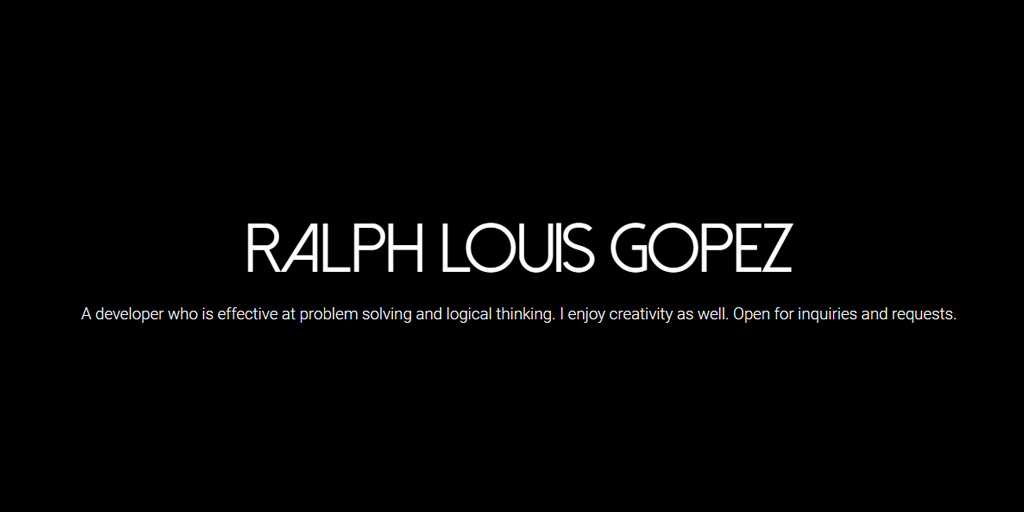 RALPH LOUIS GOPEZ
A developer who is effective at problem solving and logical thinking. I enjoy creativity as well. Open for inquiries and requests.